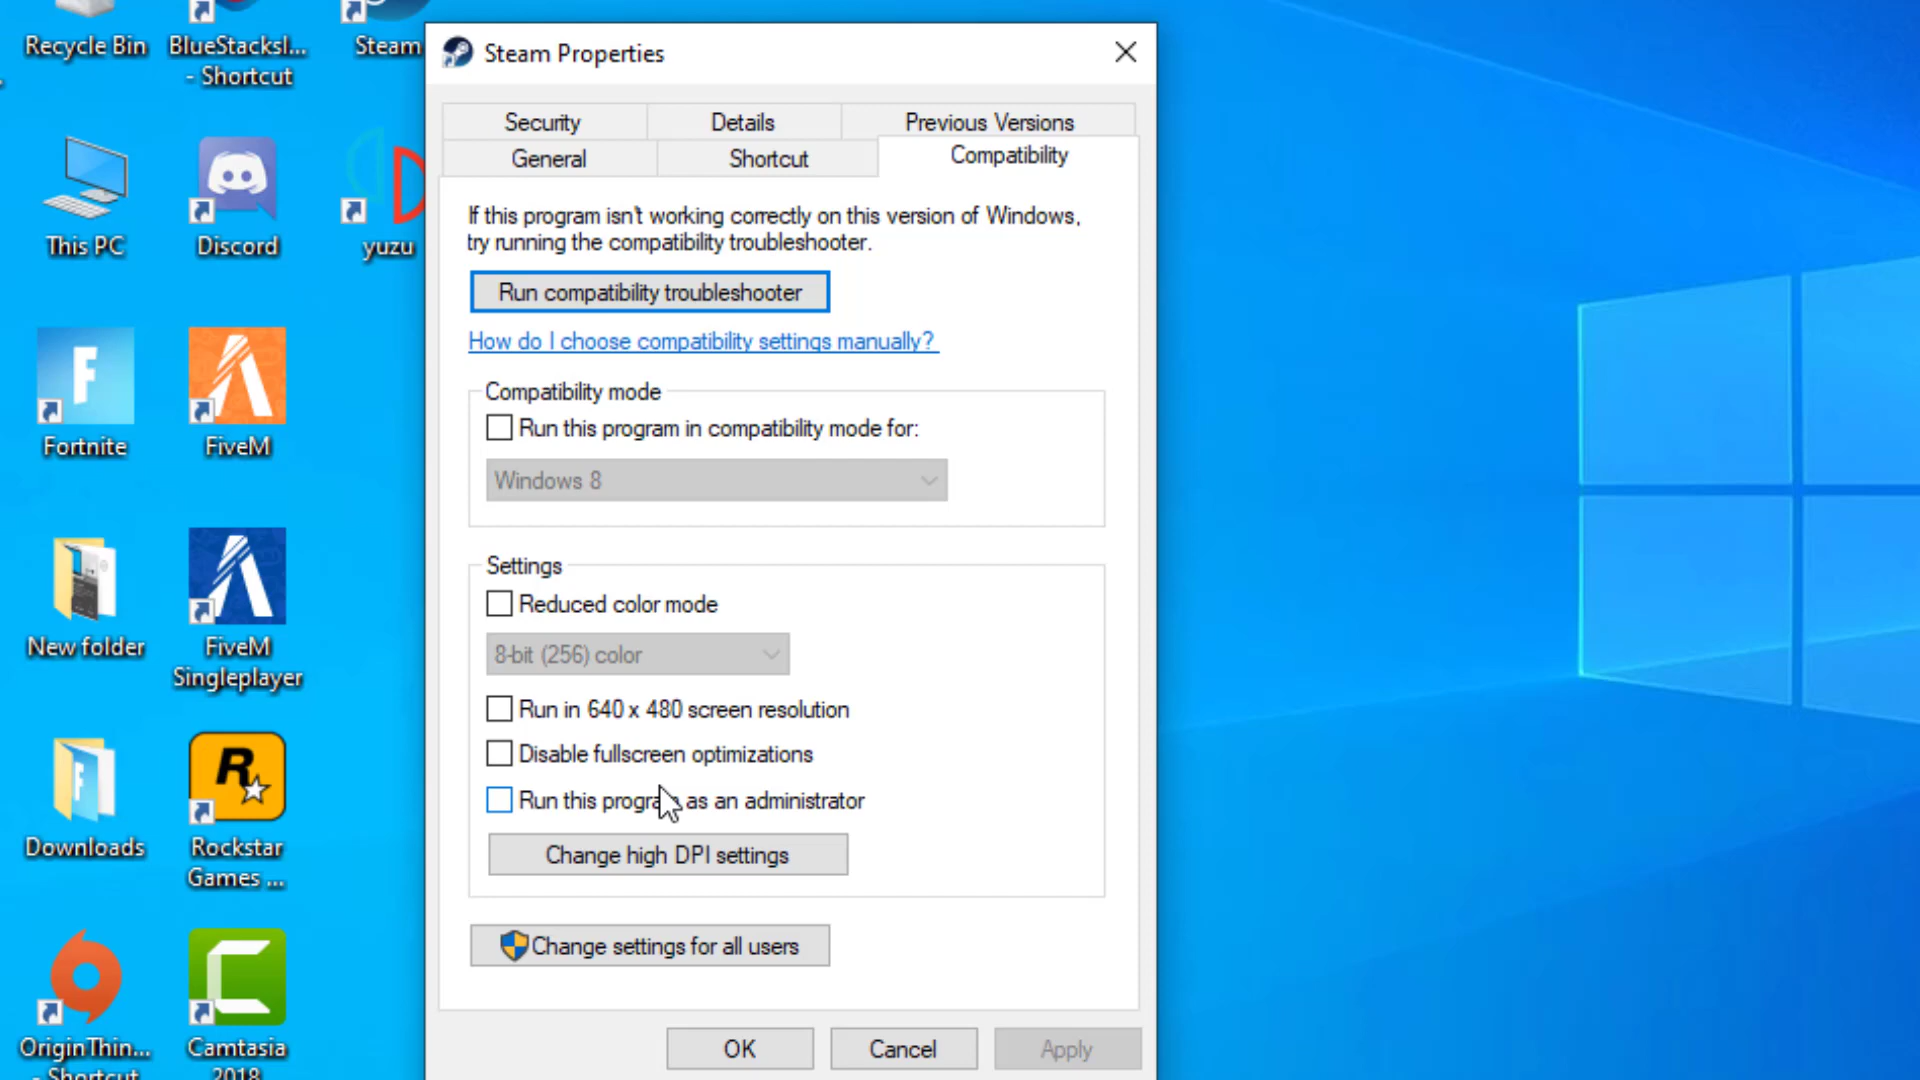 Recycle Bin
BlueStacksI...
- Shortcut
Steam
This PC
Discord
yuzu
Fortnite
FiveM
New folder
FiveM
Singleplayer
Downloads
Rockstar
Games ...
OriginThin...
- Shortcut
Camtasia
2018
Steam Properties
Security
Details
Previous Versions
General
Shortcut
Compatibility
If this program isn't working correctly on this version of Windows,
try running the compatibility troubleshooter.
Run compatibility troubleshooter
How do I choose compatibility settings manually?
Compatibility mode
Run this program in compatibility mode for:
Windows 8
Settings
Reduced color mode
8-bit (256) color
Run in 640 x 480 screen resolution
Disable fullscreen optimizations
Run this program as an administrator
Change high DPI settings
Change settings for all users
OK
Cancel
Apply